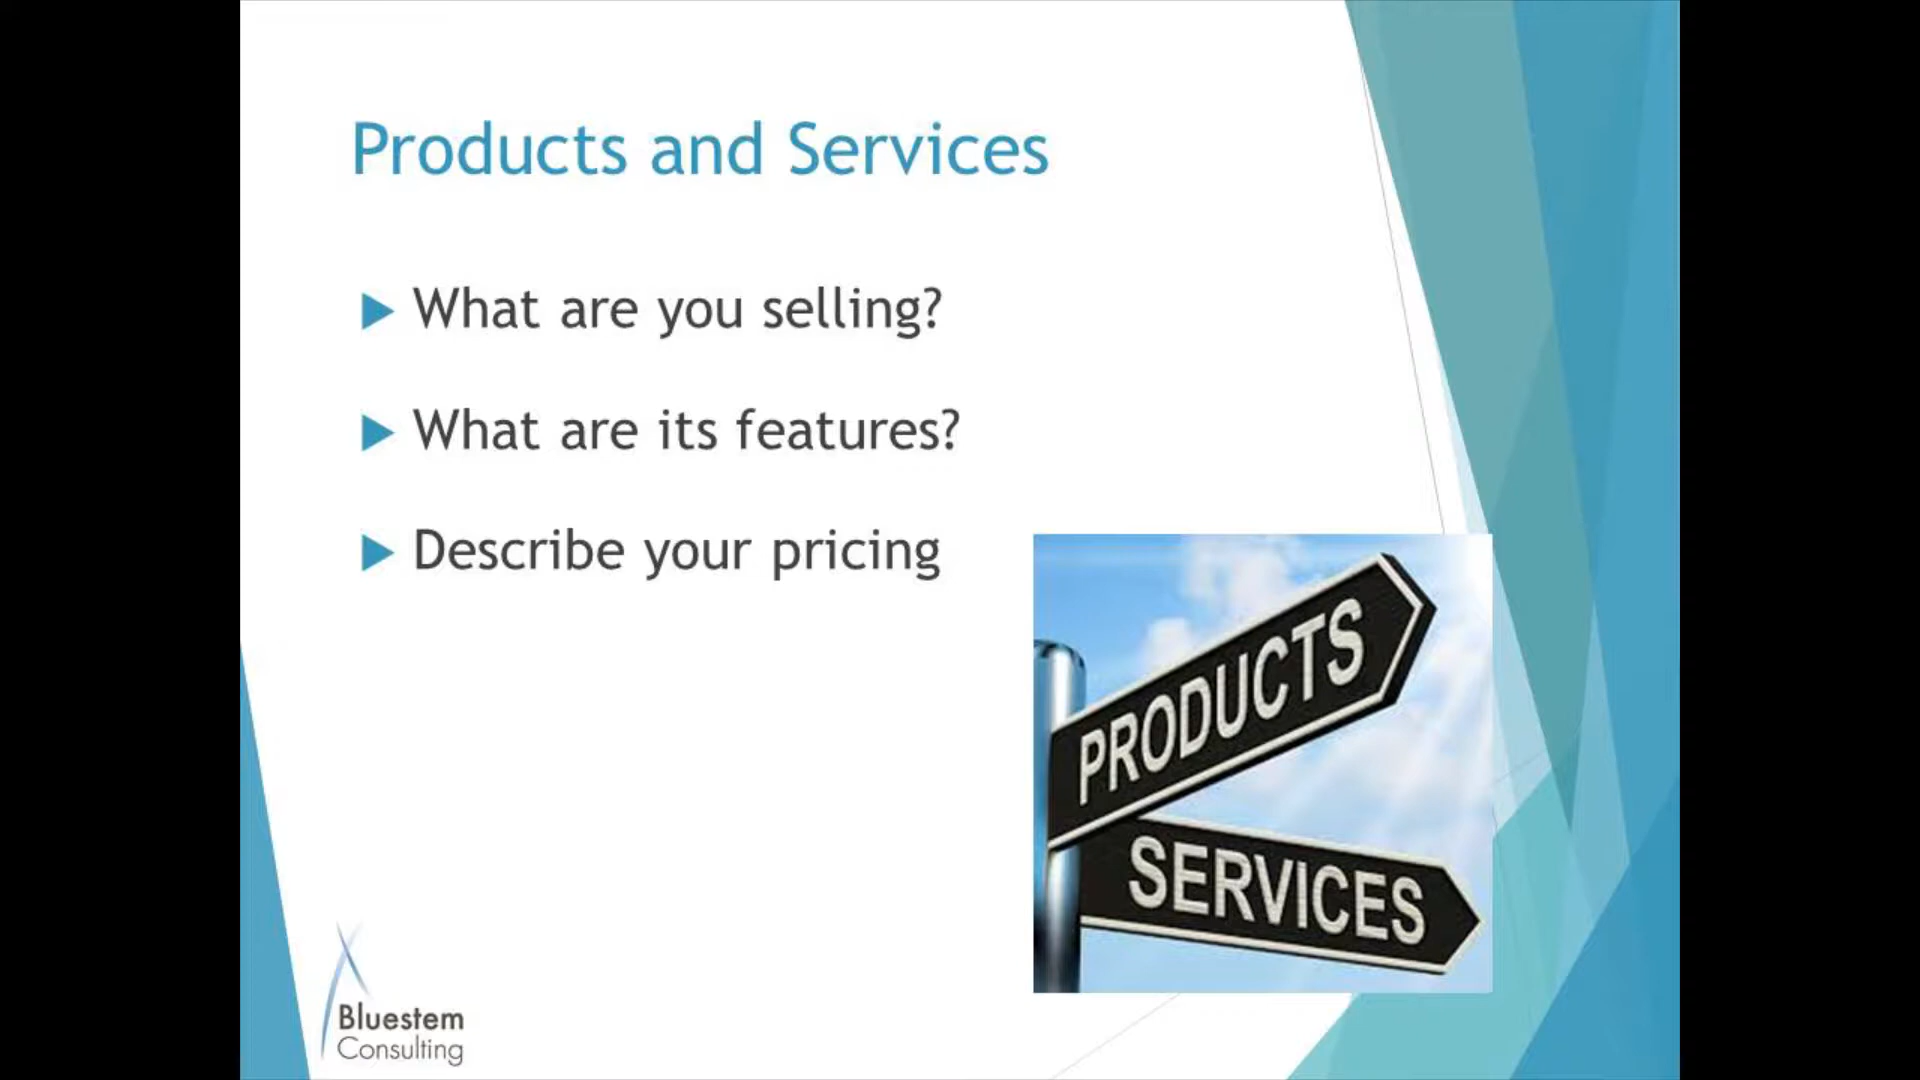 Products and Services
What are you selling?
What are its features?
Describe your pricing
PRODUCTS
SERVICES
Bluestem
Consulting